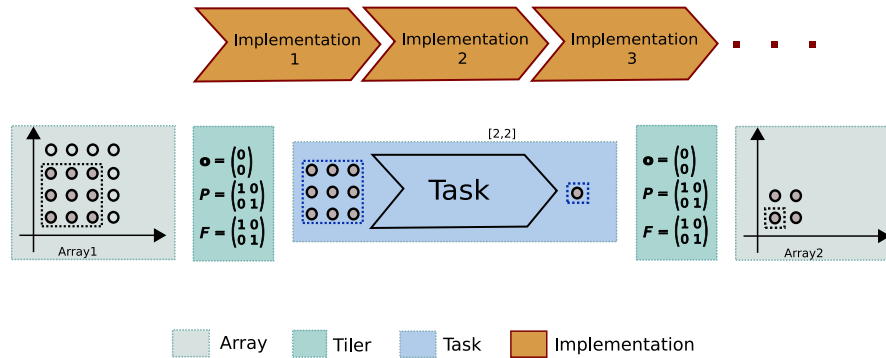 Implementation
1
Implementation
2
Implementation
3
[2,2]
o = (0
0)
P = (1 0
0 1)
F = (1 0
0 1)
Task
o = (0
0)
P = (1 0
0 1)
F = (1 0
0 1)
Array1
Array2
Array
Tiler
Task
Implementation